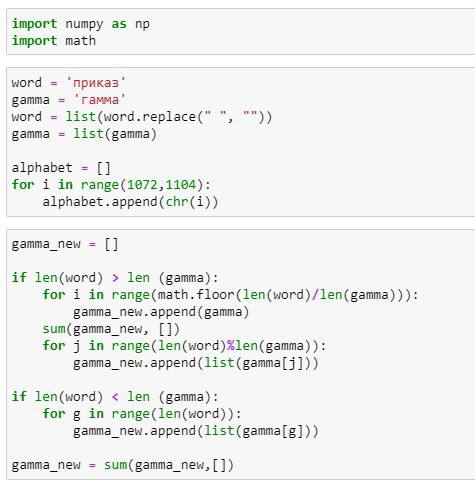 import numpy as np
import math
word = 'приказ'
gamma = 'гамма'
word = list(word.replace(" ", ""))
gamma = list(gamma)
alphabet = []
for i in range(1072,1104):
    alphabet.append(chr(i))
gamma_new = []
if len(word) > len (gamma):
    for i in range(math.floor(len(word)/len(gamma))):
        gamma_new.append(gamma)
    sum(gamma_new, [])
    for j in range(len(word)%len(gamma)):
        gamma_new.append(list(gamma[j]))
if len(word) < len (gamma):
    for g in range(len(word)):
        gamma_new.append(list(gamma[g]))
gamma_new = sum(gamma_new,[])